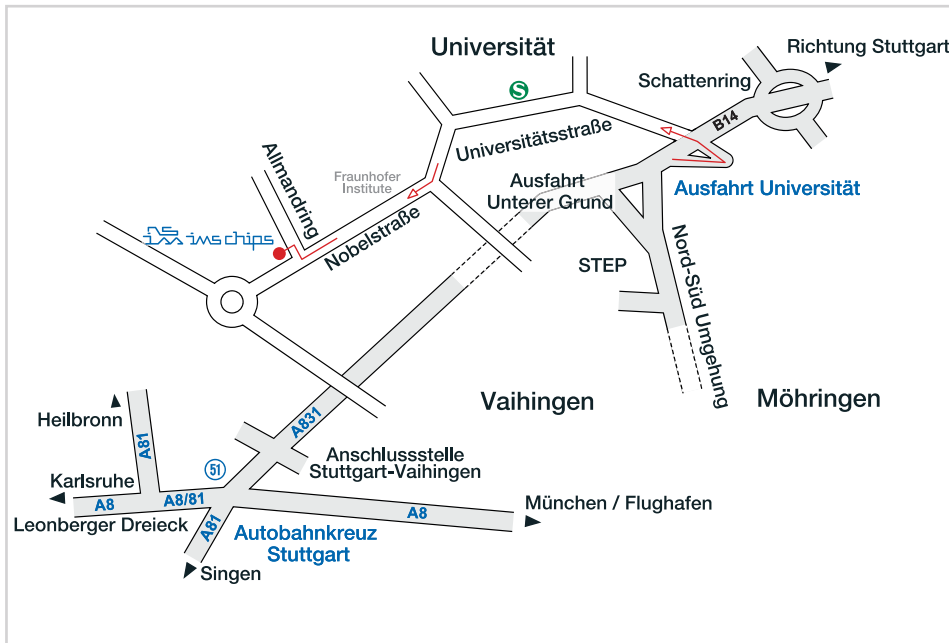 Universität
Richtung Stuttgart
Schattenring
S
B14
Universitätsstraße
Allmandring
Fraunhofer
Institute
Ausfahrt
Unterer Grund
Ausfahrt Universität
ims chips
Nobelstraße
STEP
Nord-Süd Umgehung
Vaihingen
Möhringen
Heilbronn
A81
A831
Anschlussstelle
Stuttgart-Vaihingen
51
Karlsruhe
A8
A8/81
A8
München / Flughafen
Leonberger Dreieck
A81
Autobahnkreuz
Stuttgart
Singen